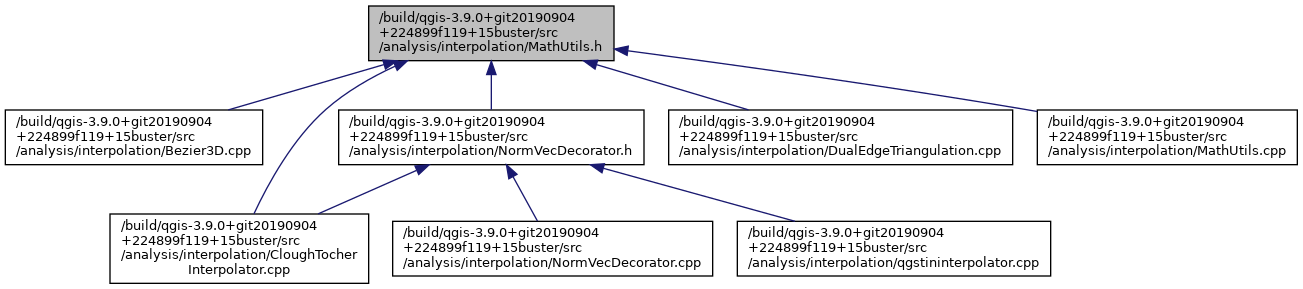 /build/qgis-3.9.0+git20190904
+224899f119+15buster/src
/analysis/interpolation/MathUtils.h
/build/qgis-3.9.0+git20190904
+224899f119+15buster/src
/analysis/interpolation/Bezier3D.cpp
/build/qgis-3.9.0+git20190904
+224899f119+15buster/src
/analysis/interpolation/NormVecDecorator.h
/build/qgis-3.9.0+git20190904
+224899f119+15buster/src
/analysis/interpolation/DualEdgeTriangulation.cpp
/build/qgis-3.9.0+git20190904
+224899f119+15buster/src
/analysis/interpolation/MathUtils.cpp
/build/qgis-3.9.0+git20190904
+224899f119+15buster/src
/analysis/interpolation/CloughTocher
Interpolator.cpp
/build/qgis-3.9.0+git20190904
+224899f119+15buster/src
/analysis/interpolation/NormVecDecorator.cpp
/build/qgis-3.9.0+git20190904
+224899f119+15buster/src
/analysis/interpolation/qgstininterpolator.cpp